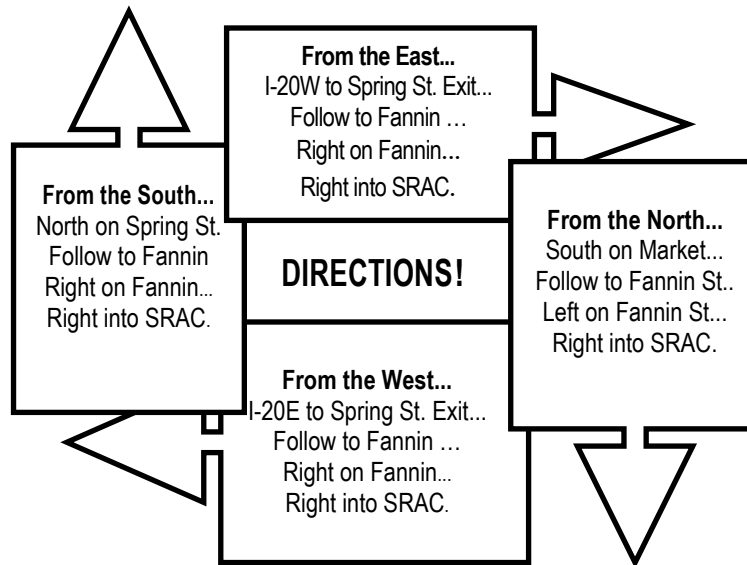 From the East...
I-20W to Spring St. Exit...
Follow to Fannin …
Right on Fannin...
Right into SRAC.
From the South...
North on Spring St.
Follow to Fannin
Right on Fannin...
Right into SRAC.
DIRECTIONS!
From the North...
South on Market...
Follow to Fannin St..
Left on Fannin St...
Right into SRAC.
From the West...
I-20E to Spring St. Exit...
Follow to Fannin …
Right on Fannin...
Right into SRAC.